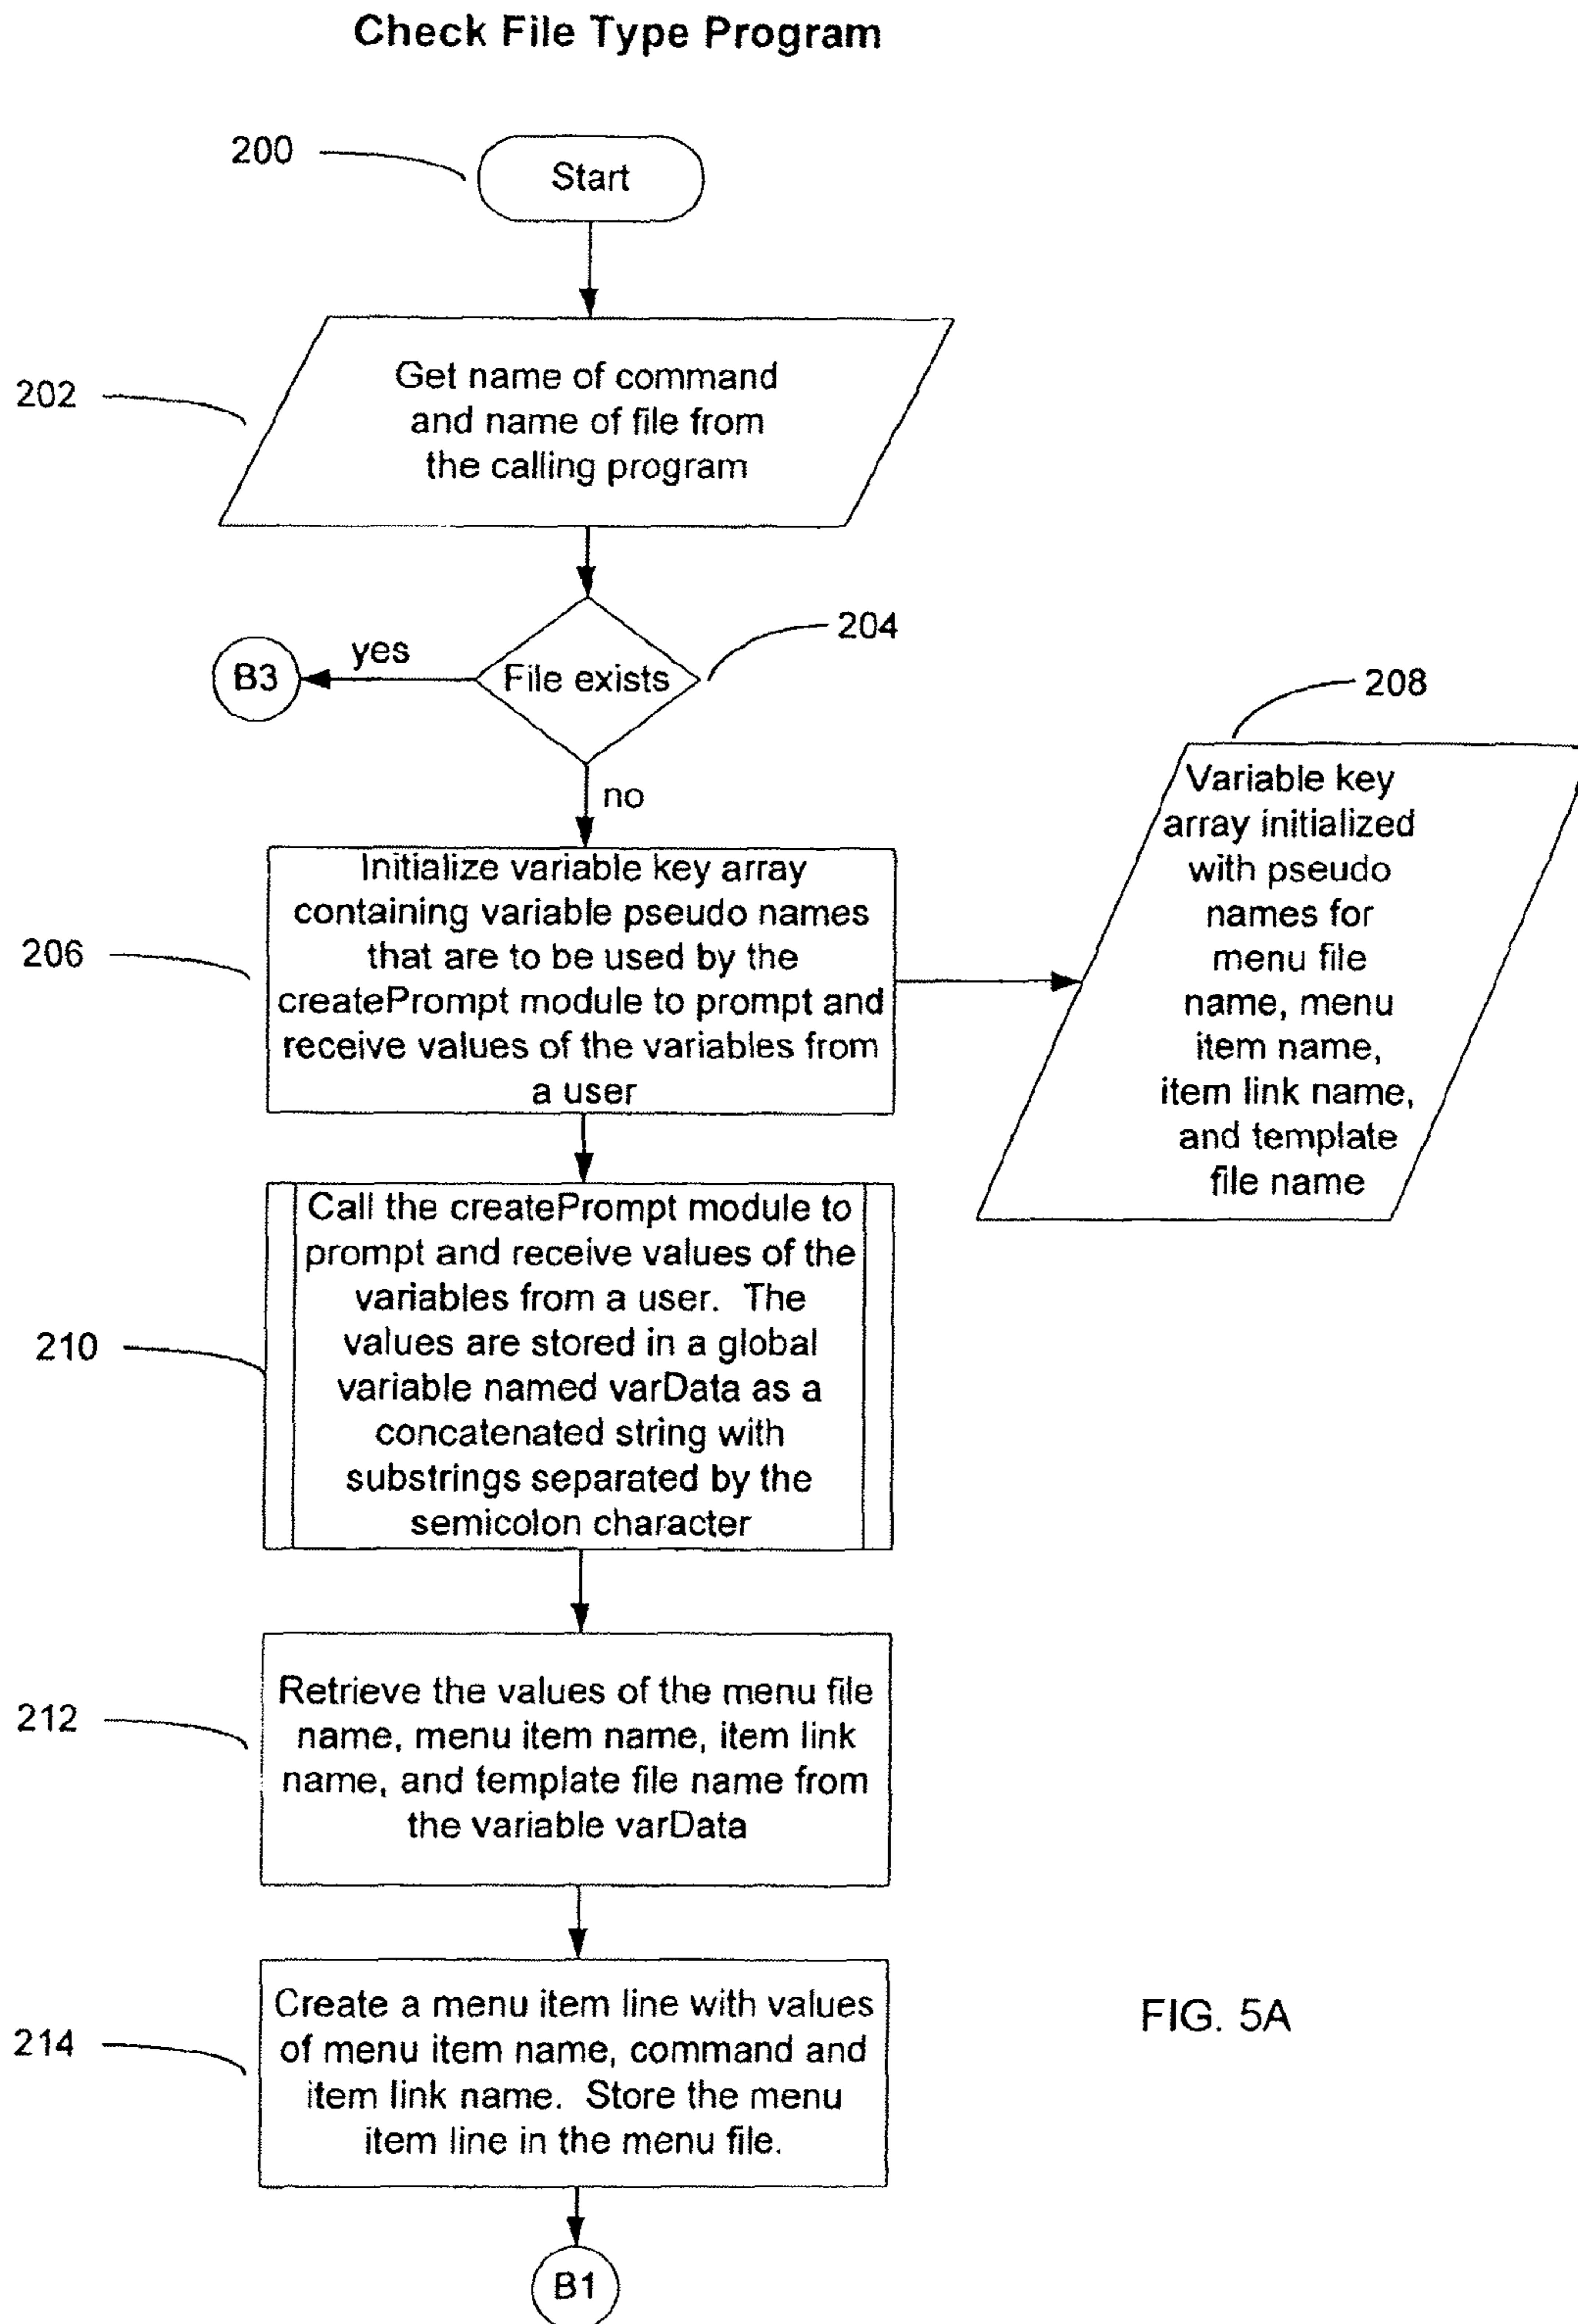 Check File Type Program
200
Start
202
Get name of command
and name of file from
the calling program
204
B3
yes
File exists
no
208
Variable key
array initialized
with pseudo
names for
menu file
name, menu
item name,
item link name,
and template
file name
206
Initialize variable key array
containing variable pseudo names
that are to be used by the
createPrompt module to prompt and
receive values of the variables from
a user
210
Call the createPrompt module to
prompt and receive values of the
variables from a user. The
values are stored in a global
variable named varData as a
concatenated string with
substrings separated by the
semicolon character
212
Retrieve the values of the menu file
name, menu item name, item link
name, and template file name from
the variable varData
214
Create a menu item line with values
of menu item name, command and
item link name. Store the menu
item line in the menu file.
FIG. 5A
B1